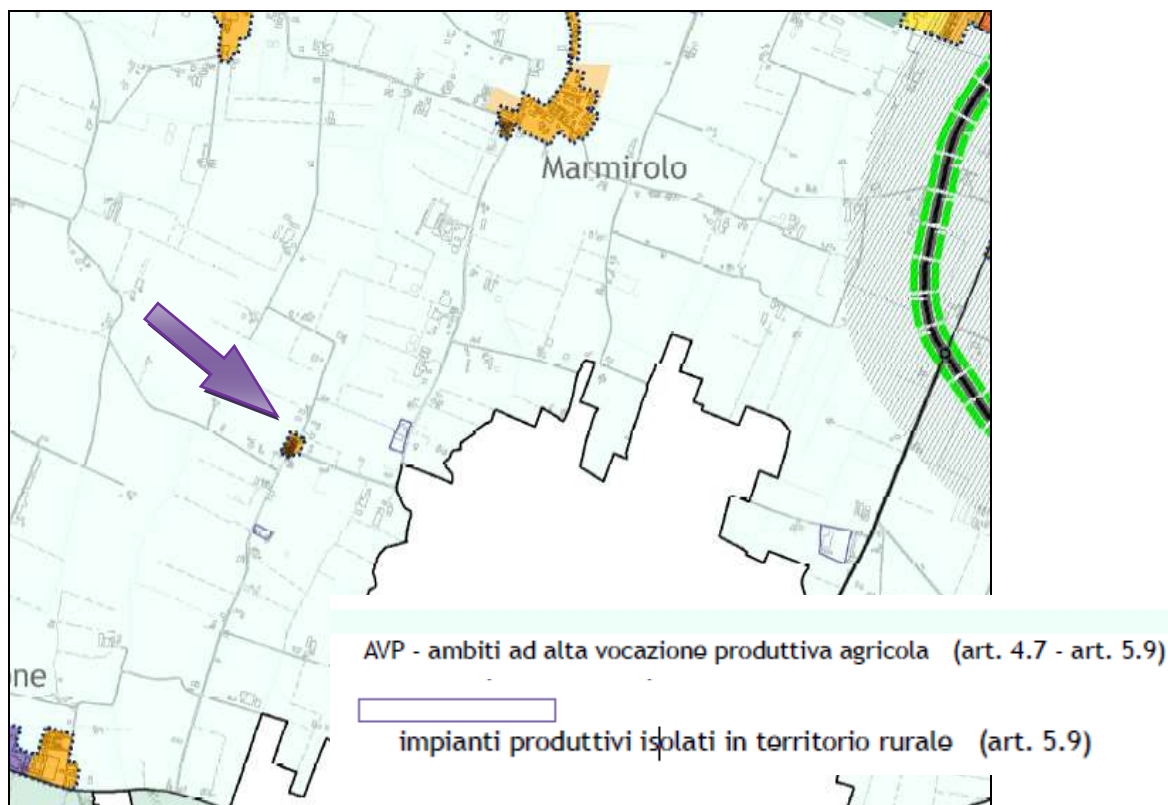 Marmirolo
AVP - ambiti ad alta vocazione produttiva agricola (art. 4.7 - art. 5.9)
ne
impianti produttivi isolati in territorio rurale (art. 5.9)